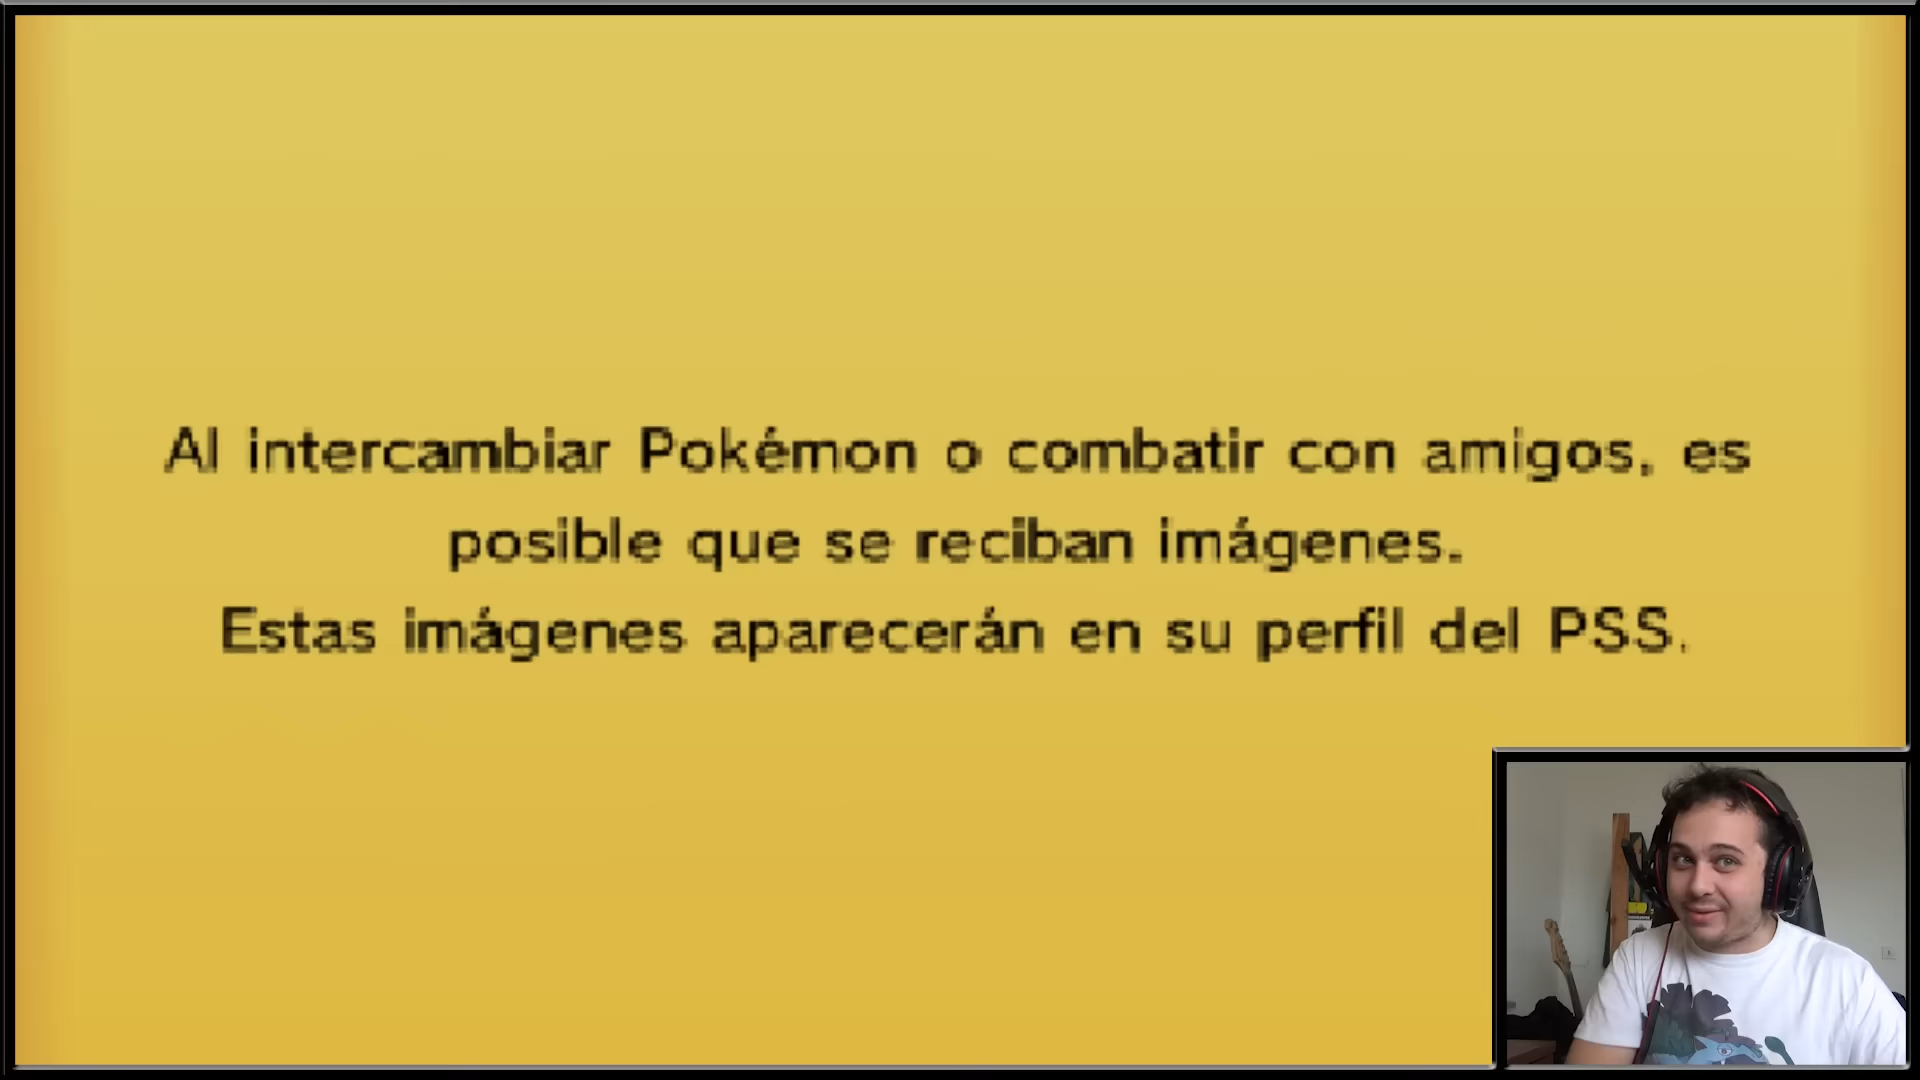 Al intercambiar Pokémon o combatir con amigos, es
posible que se reciban imágenes.
Estas imágenes aparecerán en su perfil del PSS.